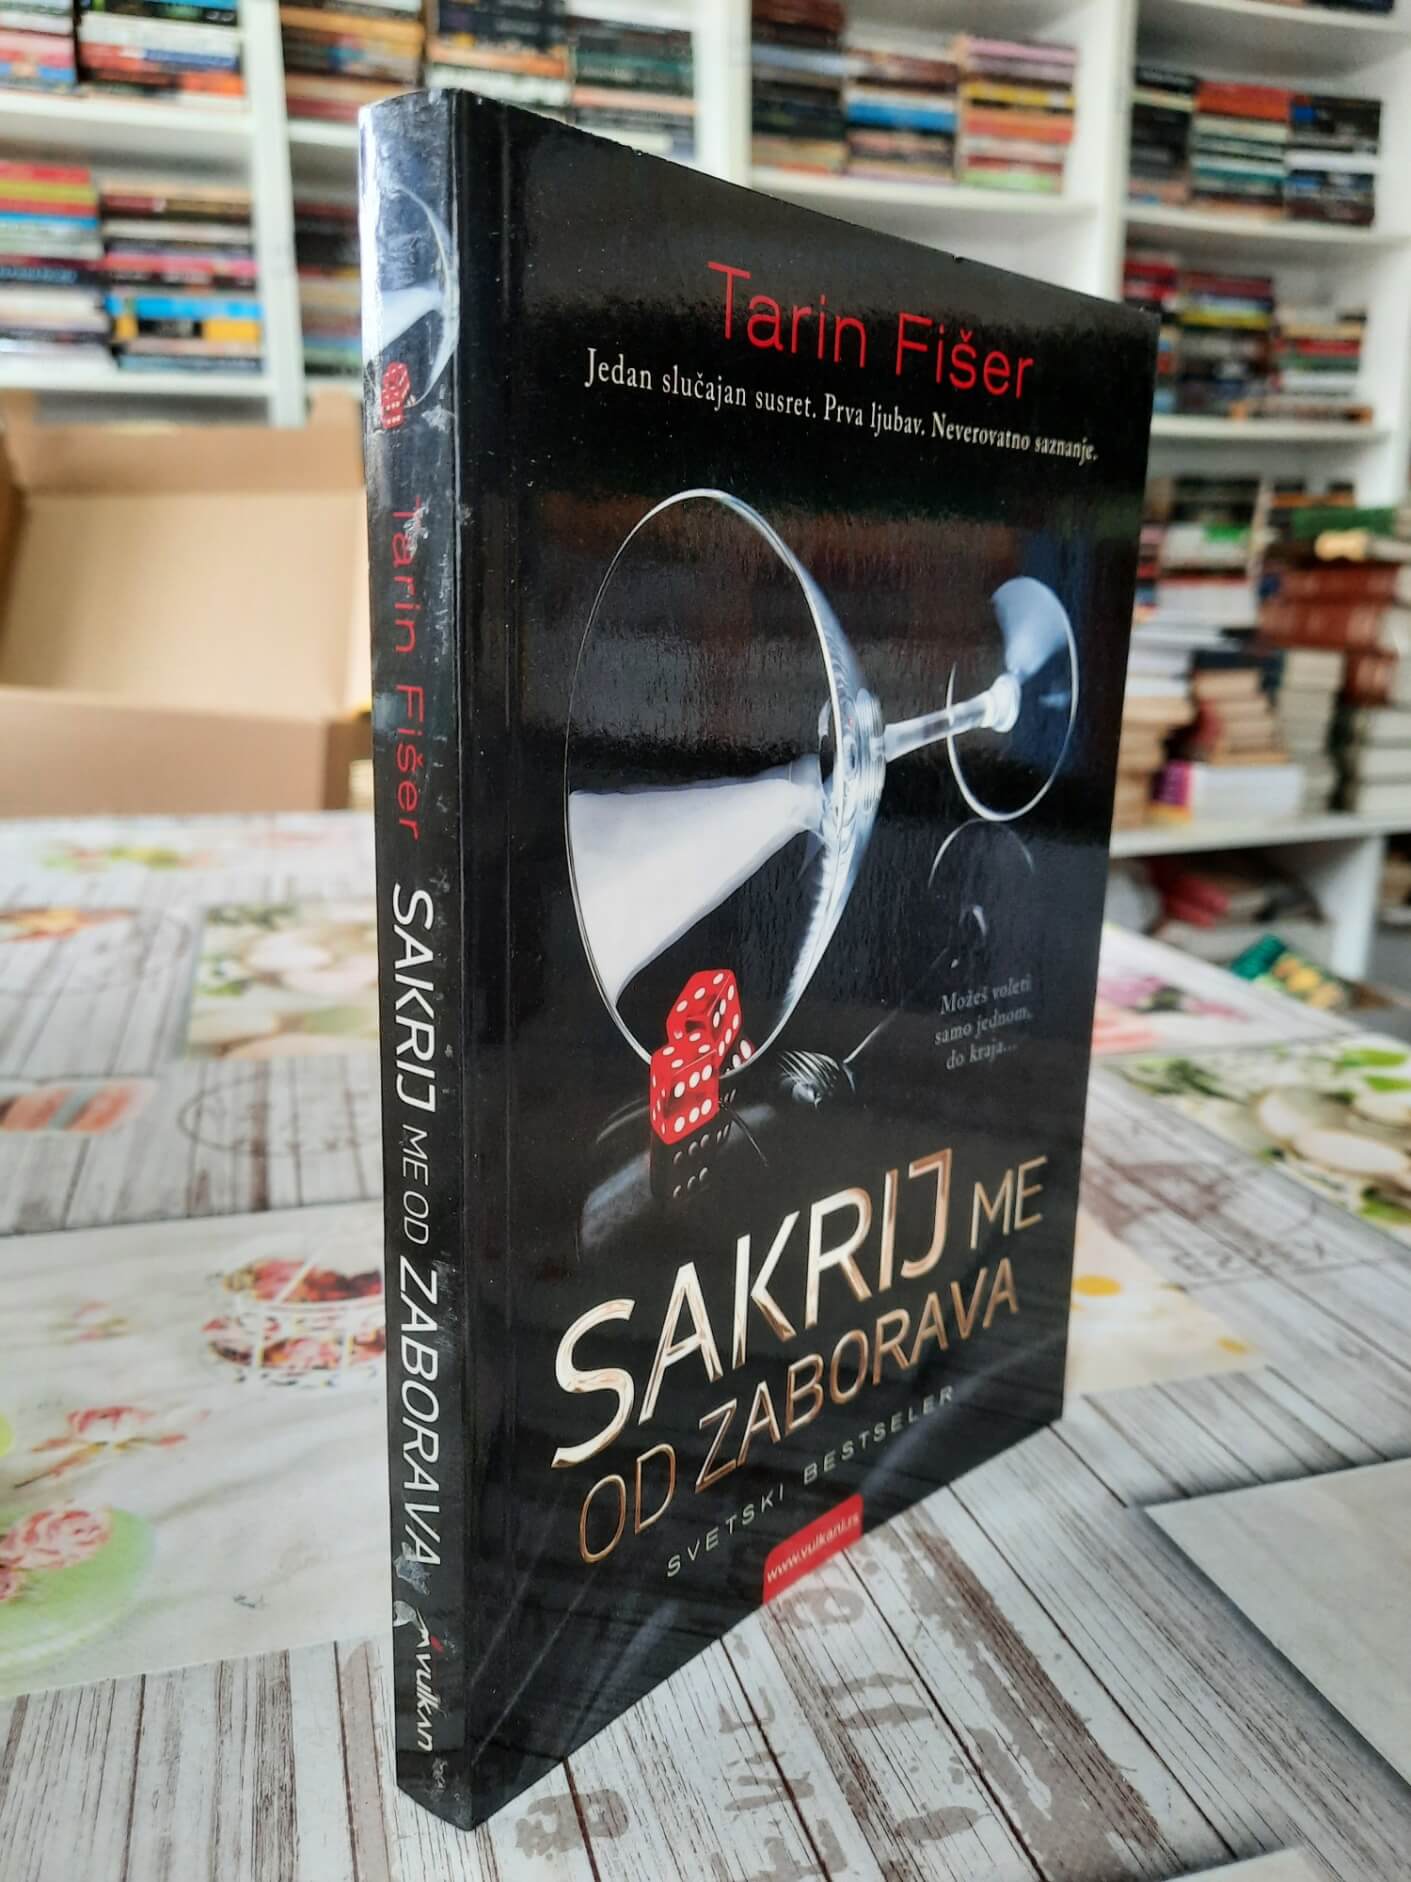 Tarin Fišer
Jedan slučajan susret. Prva ljubav. Neverovatno saznanje.
Možeš voleti
samo jednom,
do kraja...
SAKRIJ ME
OD ZABORAVA
SVETSKI BESTSELER
www.vulkani.rs
Tarin Fišer SAKRIJ ME OD ZABORAVA vulkan